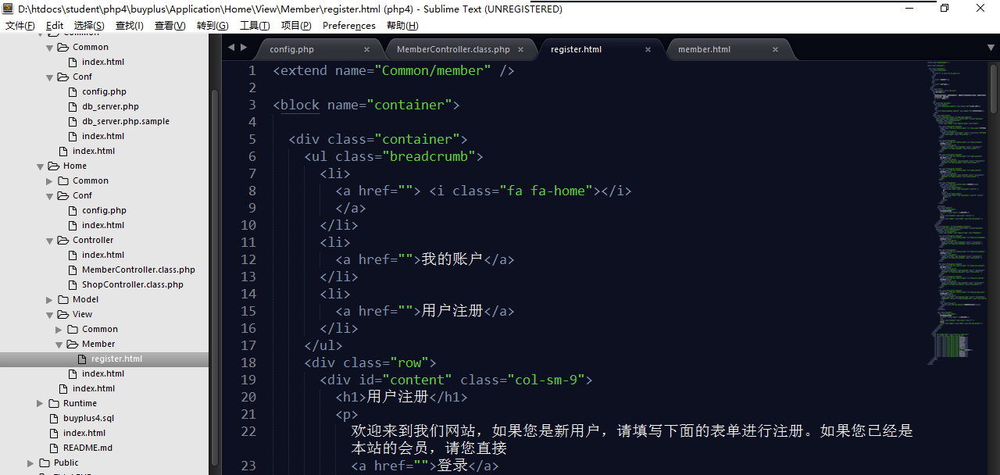 D:\htdocs\student\php4\buyplus\Application\Home\View\Member\register.html (php4) - Sublime Text (UNREGISTERED)
文件(F) Edit 选择(S) 查找(I) 查看(V) 转到(G) 工具(T) 项目(P) Preferences 帮助(H)
Common
Common
index.html
Conf
config.php
db_server.php
db_server.php.sample
index.html
index.html
Home
Common
Conf
config.php
index.html
Controller
index.html
MemberController.class.php
ShopController.class.php
Model
View
Common
Member
register.html
index.html
index.html
Runtime
buyplus4.sql
index.html
README.md
Public
config.php × MemberController.class.php × register.html × member.html ×
1 <extend name="Common/member" />
2
3 <block name="container">
4
5 <div class="container">
6 <ul class="breadcrumb">
7 <li>
8 <a href=""> <i class="fa fa-home"></i>
9 </a>
10 </li>
11 <li>
12 <a href="">我的账户</a>
13 </li>
14 <li>
15 <a href="">用户注册</a>
16 </li>
17 </ul>
18 <div class="row">
19 <div id="content" class="col-sm-9">
20 <h1>用户注册</h1>
21 <p>
22 欢迎来到我们网站，如果您是新用户，请填写下面的表单进行注册。如果您已经是
本站的会员，请您直接
23 <a href="">登录</a>